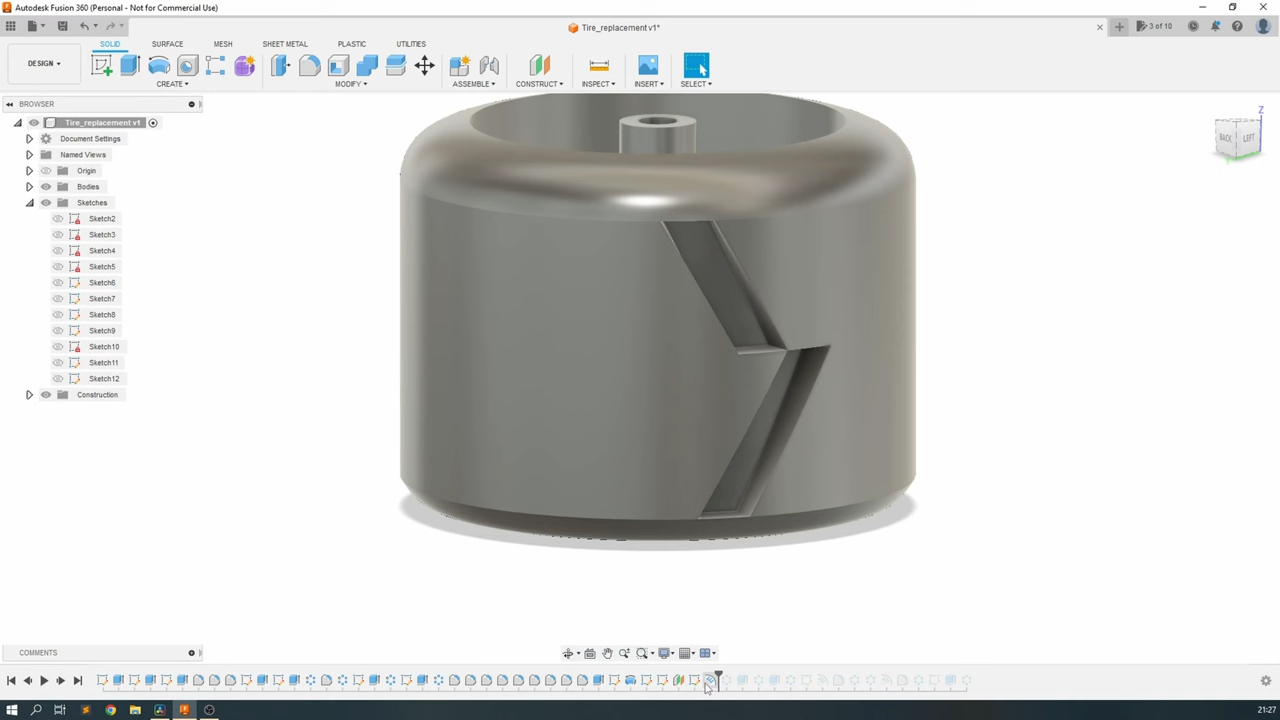 Autodesk Fusion 360 (Personal - Not for Commercial Use)
Tire_replacement v1*
3 of 10
SOLID SURFACE MESH SHEET METAL PLASTIC UTILITIES
DESIGN
CREATE MODIFY ASSEMBLE CONSTRUCT INSPECT INSERT SELECT
BROWSER
Tire_replacement v1
Document Settings
Named Views
Origin
Bodies
Sketches
Sketch2
Sketch3
Sketch4
Sketch5
Sketch6
Sketch7
Sketch8
Sketch9
Sketch10
Sketch11
Sketch12
Construction
Z
BACK LEFT
COMMENTS
21:27